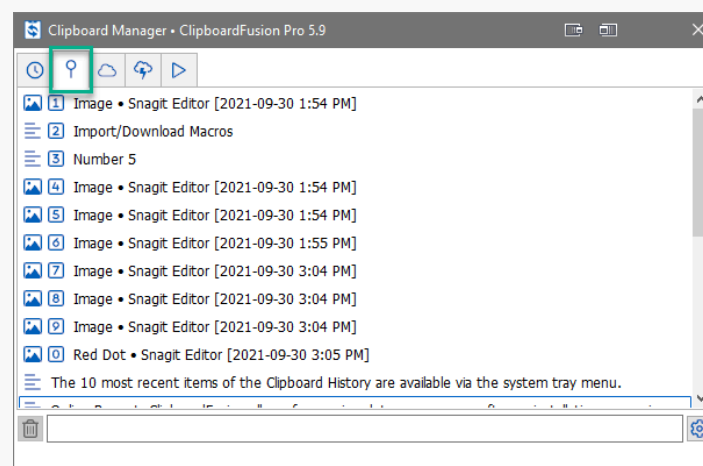 Clipboard Manager • ClipboardFusion Pro 5.9
1 Image • Snagit Editor [2021-09-30 1:54 PM]
2 Import/Download Macros
3 Number 5
4 Image • Snagit Editor [2021-09-30 1:54 PM]
5 Image • Snagit Editor [2021-09-30 1:54 PM]
6 Image • Snagit Editor [2021-09-30 1:55 PM]
7 Image • Snagit Editor [2021-09-30 3:04 PM]
8 Image • Snagit Editor [2021-09-30 3:04 PM]
9 Image • Snagit Editor [2021-09-30 3:04 PM]
0 Red Dot • Snagit Editor [2021-09-30 3:05 PM]
The 10 most recent items of the Clipboard History are available via the system tray menu.